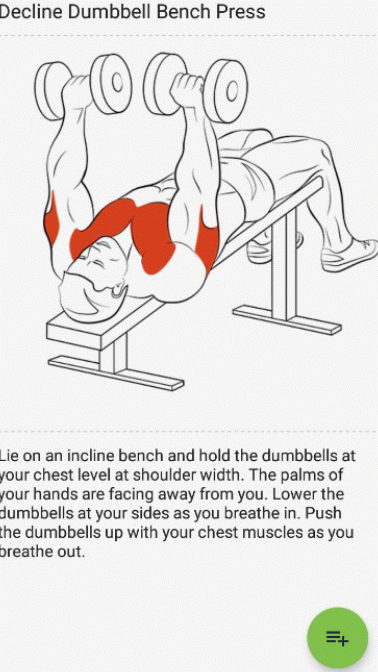 Decline Dumbbell Bench Press
Lie on an incline bench and hold the dumbbells at
your chest level at shoulder width. The palms of
your hands are facing away from you. Lower the
dumbbells at your sides as you breathe in. Push
the dumbbells up with your chest muscles as you
breathe out.